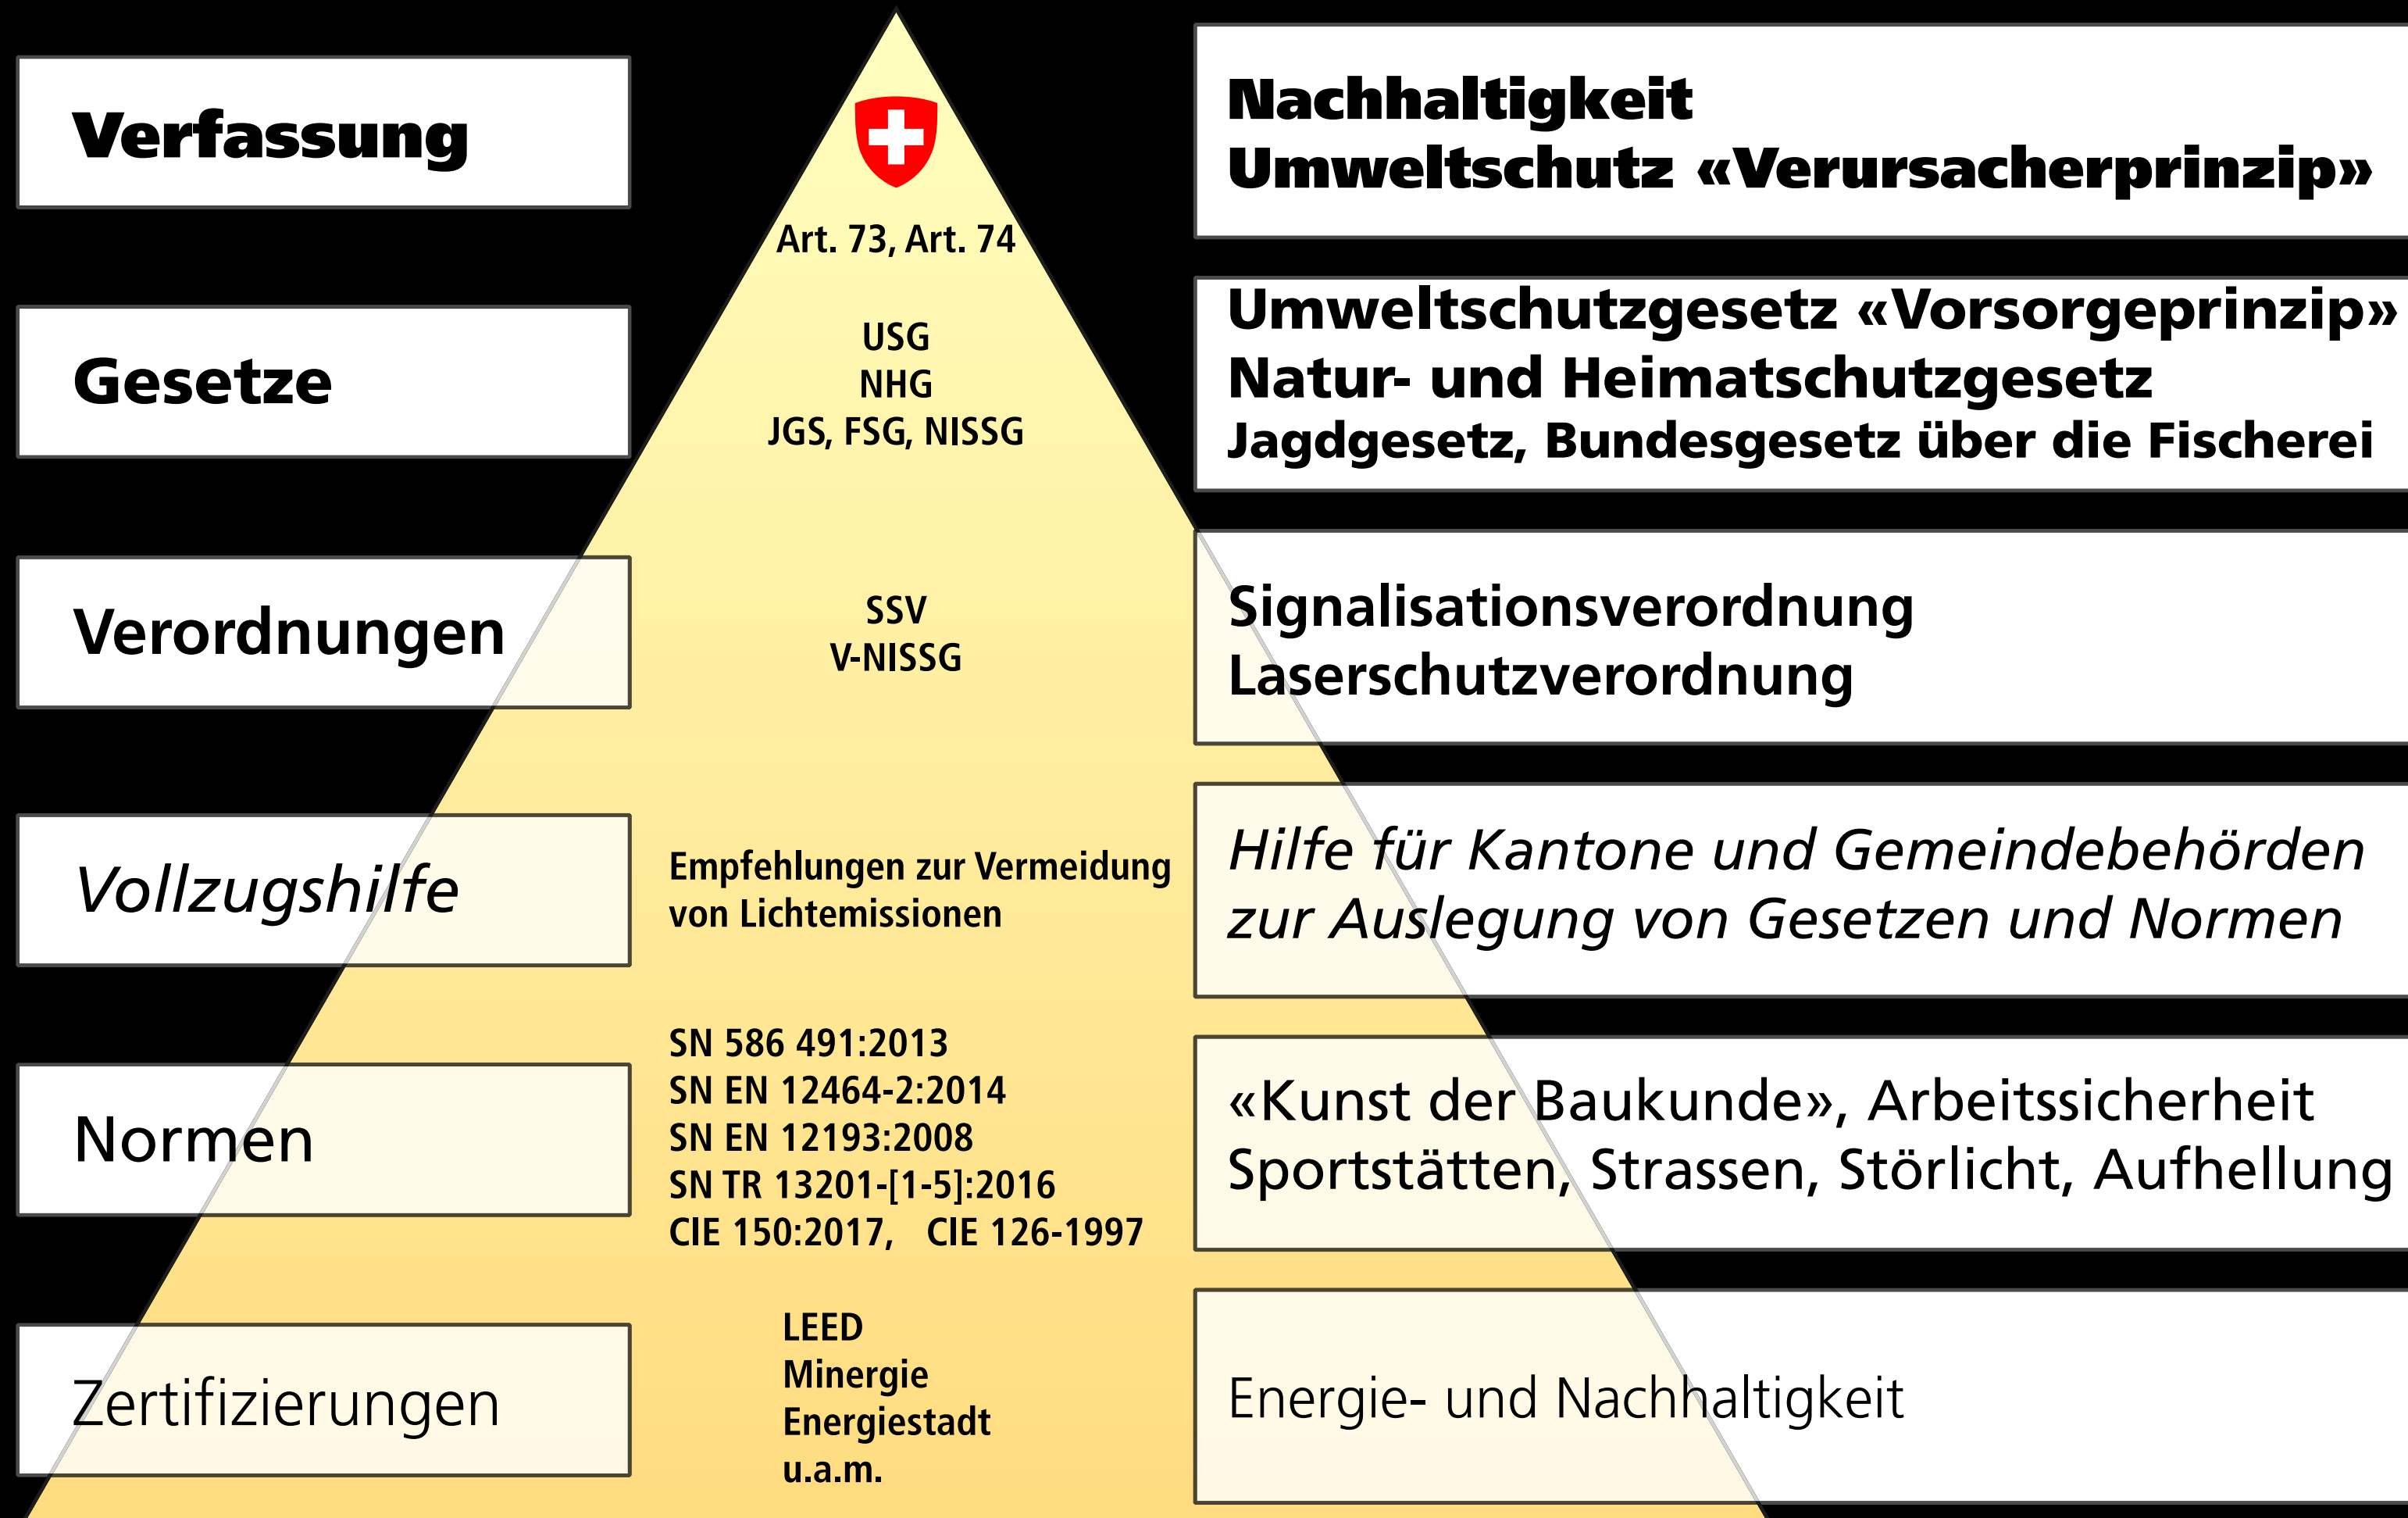 Verfassung
Art. 73, Art. 74
Nachhaltigkeit
Umweltschutz «Verursacherprinzip»
Gesetze
USG
NHG
JGS, FSG, NISSG
Umweltschutzgesetz «Vorsorgeprinzip»
Natur- und Heimatschutzgesetz
Jagdgesetz, Bundesgesetz über die Fischerei
Verordnungen
SSV
V-NISSG
Signalisationsverordnung
Laserschutzverordnung
Vollzugshilfe
Empfehlungen zur Vermeidung
von Lichtemissionen
Hilfe für Kantone und Gemeindebehörden
zur Auslegung von Gesetzen und Normen
Normen
SN 586 491:2013
SN EN 12464-2:2014
SN EN 12193:2008
SN TR 13201-[1-5]:2016
CIE 150:2017, CIE 126-1997
«Kunst der Baukunde», Arbeitssicherheit
Sportstätten, Strassen, Störlicht, Aufhellung
Zertifizierungen
LEED
Minergie
Energiestadt
u.a.m.
Energie- und Nachhaltigkeit